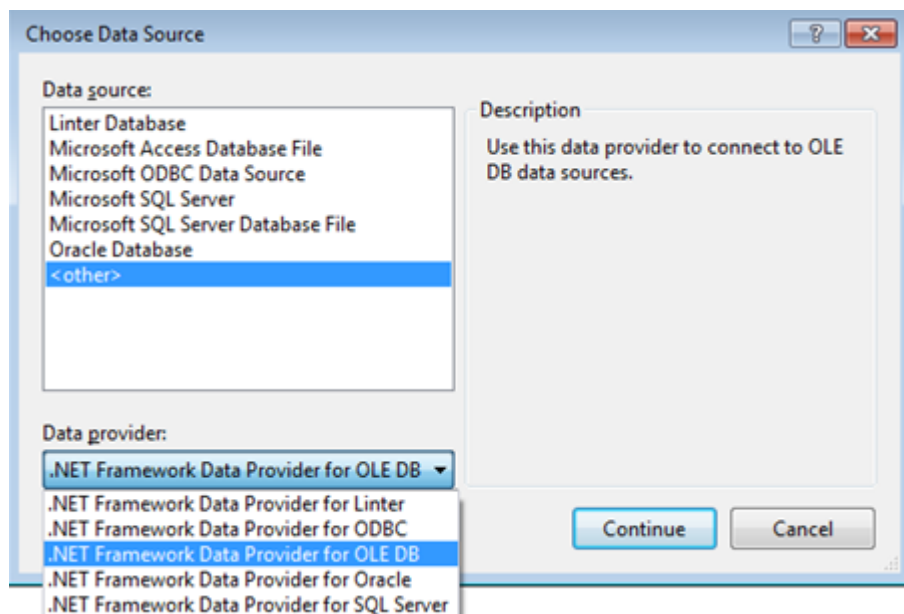 Choose Data Source
?
Data source:
Linter Database
Microsoft Access Database File
Microsoft ODBC Data Source
Microsoft SQL Server
Microsoft SQL Server Database File
Oracle Database
<other>
Description
Use this data provider to connect to OLE
DB data sources.
Data provider:
.NET Framework Data Provider for OLE DB
.NET Framework Data Provider for Linter
.NET Framework Data Provider for ODBC
.NET Framework Data Provider for OLE DB
.NET Framework Data Provider for Oracle
.NET Framework Data Provider for SQL Server
Continue
Cancel